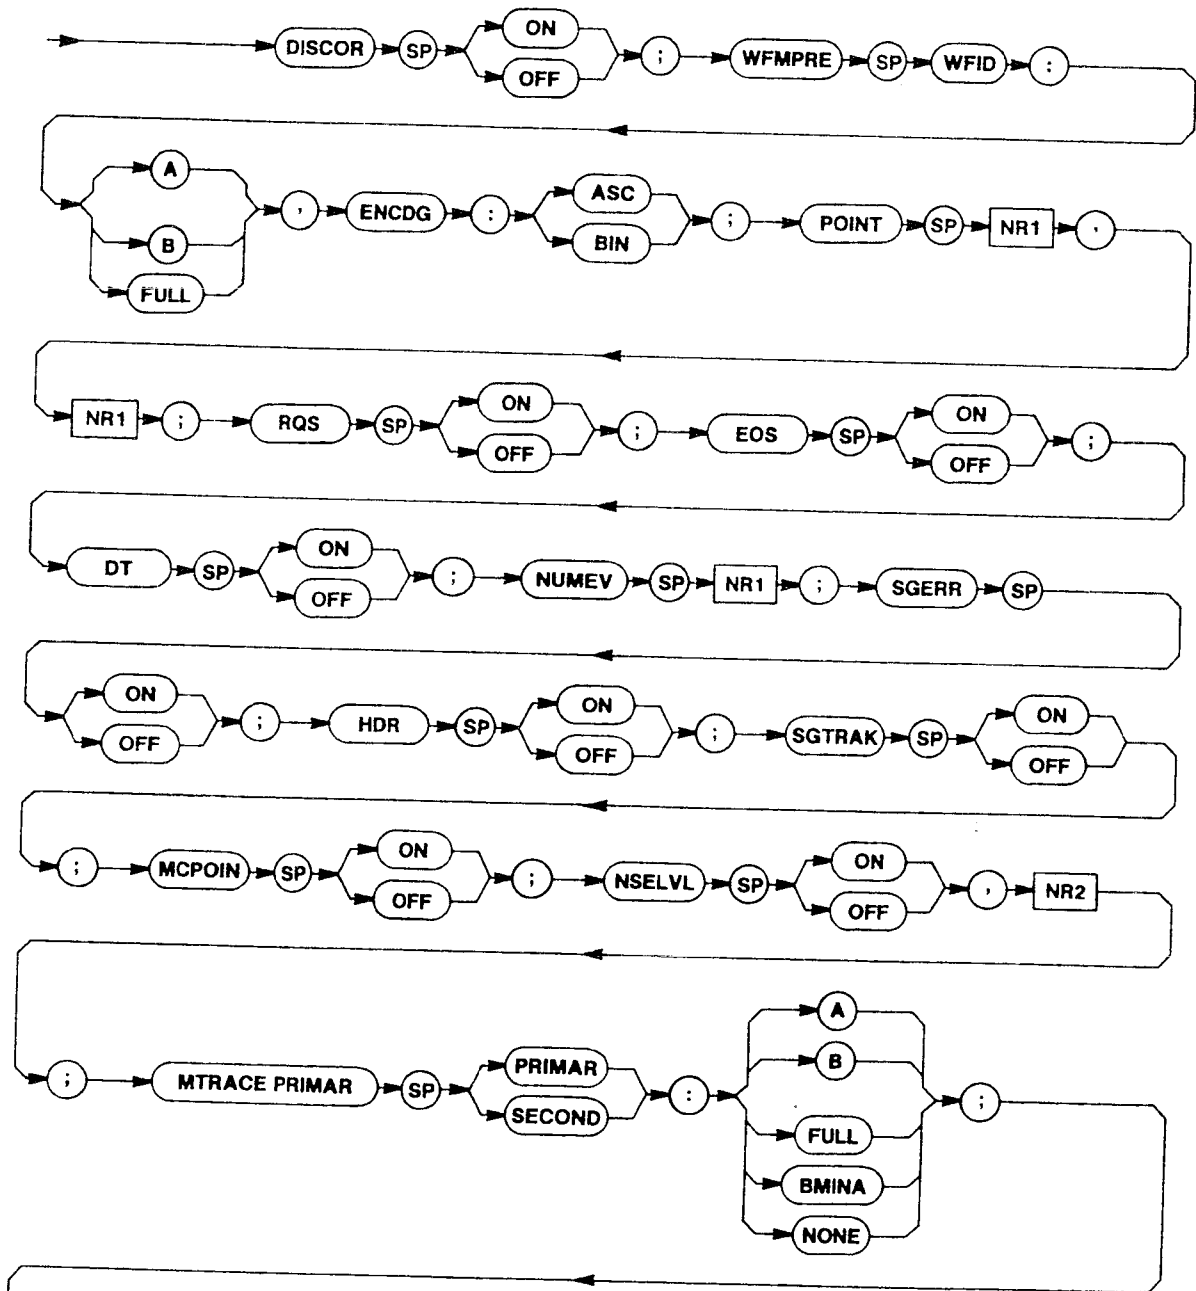 ON
DISCOR SP ; WFMPRE SP WFID :
OFF
A
ASC
, ENCDG : ; POINT SP NR1 ,
B
BIN
FULL
ON
ON
NR1 ; RQS SP ; EOS SP ;
OFF
OFF
ON
DT SP ; NUMEV SP NR1 ; SGERR SP
OFF
ON
ON
ON
; HDR SP ; SGTRAK SP
OFF
OFF
OFF
ON
ON
; MCPOIN SP ; NSELVL SP , NR2
OFF
OFF
A
PRIMAR
B
; MTRACE PRIMAR SP : ;
SECOND
FULL
BMINA
NONE